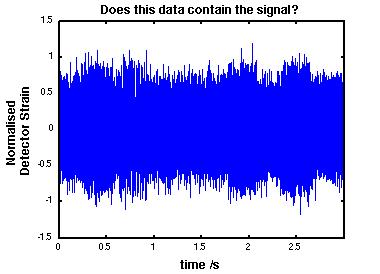 Does this data contain the signal?
1.5
1
0.5
0
-0.5
-1
-1.5
Normalised
Detector Strain
0 0.5 1 1.5 2 2.5
time /s